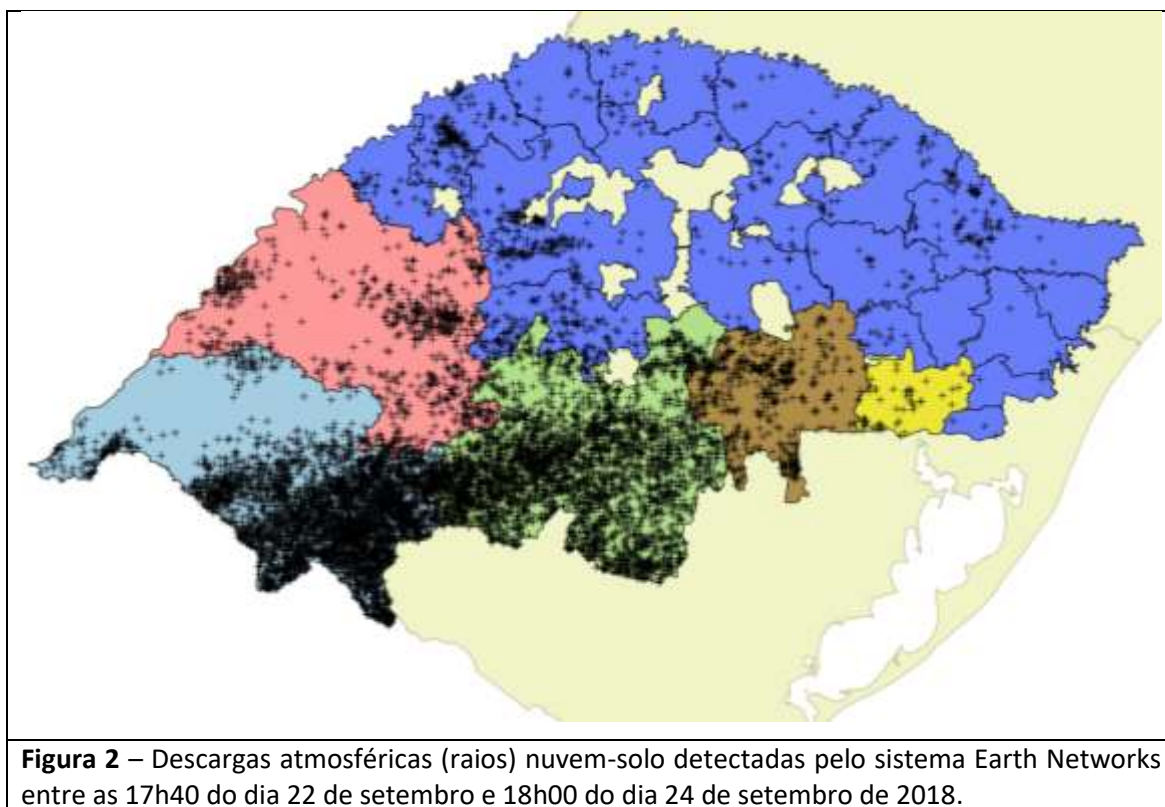 Figura 2 – Descargas atmosféricas (raios) nuvem-solo detectadas pelo sistema Earth Networks
entre as 17h40 do dia 22 de setembro e 18h00 do dia 24 de setembro de 2018.